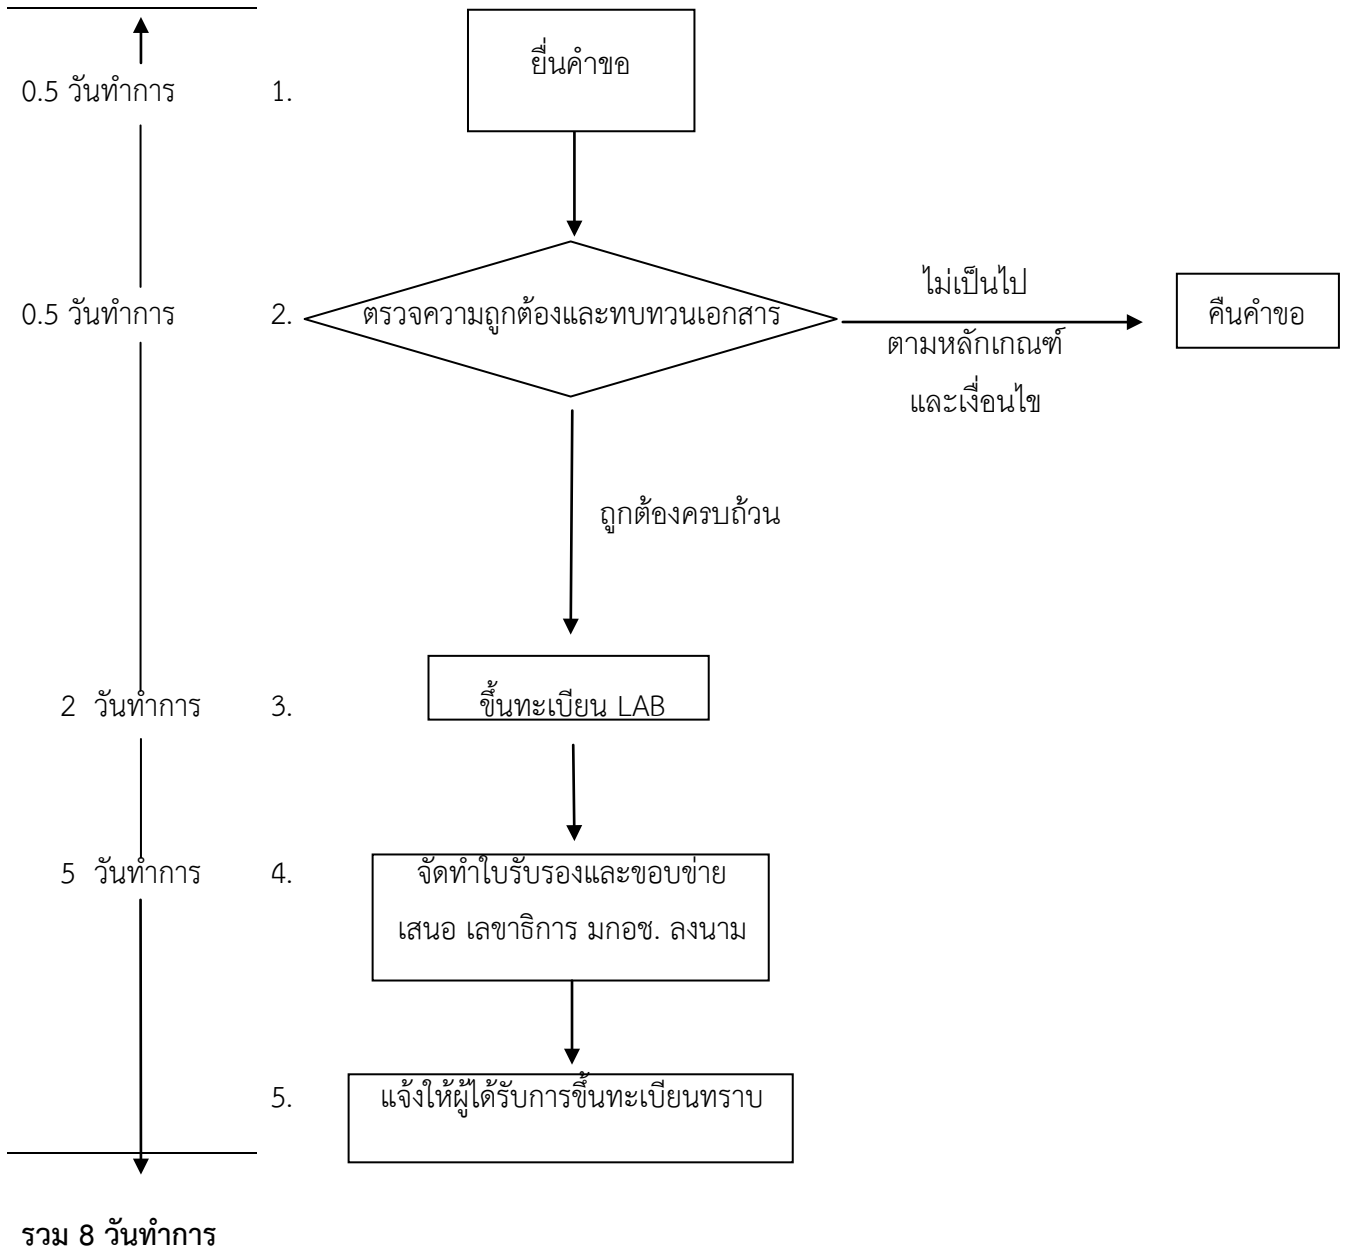 ยื่นคำขอ
0.5 วันทำการ
1.
ไม่เป็นไป
0.5 วันทำการ
2.
ตรวจความถูกต้องและทบทวนเอกสาร
คืนคำขอ
ตามหลักเกณฑ์
และเงื่อนไข
ถูกต้องครบถ้วน
2 วันทำการ
3.
ขึ้นทะเบียน LAB
5 วันทำการ
4.
จัดทำใบรับรองและขอบข่าย
เสนอ เลขาธิการ มกอช. ลงนาม
5.
แจ้งให้ผู้ได้รับการขึ้นทะเบียนทราบ
รวม 8 วันทำการ